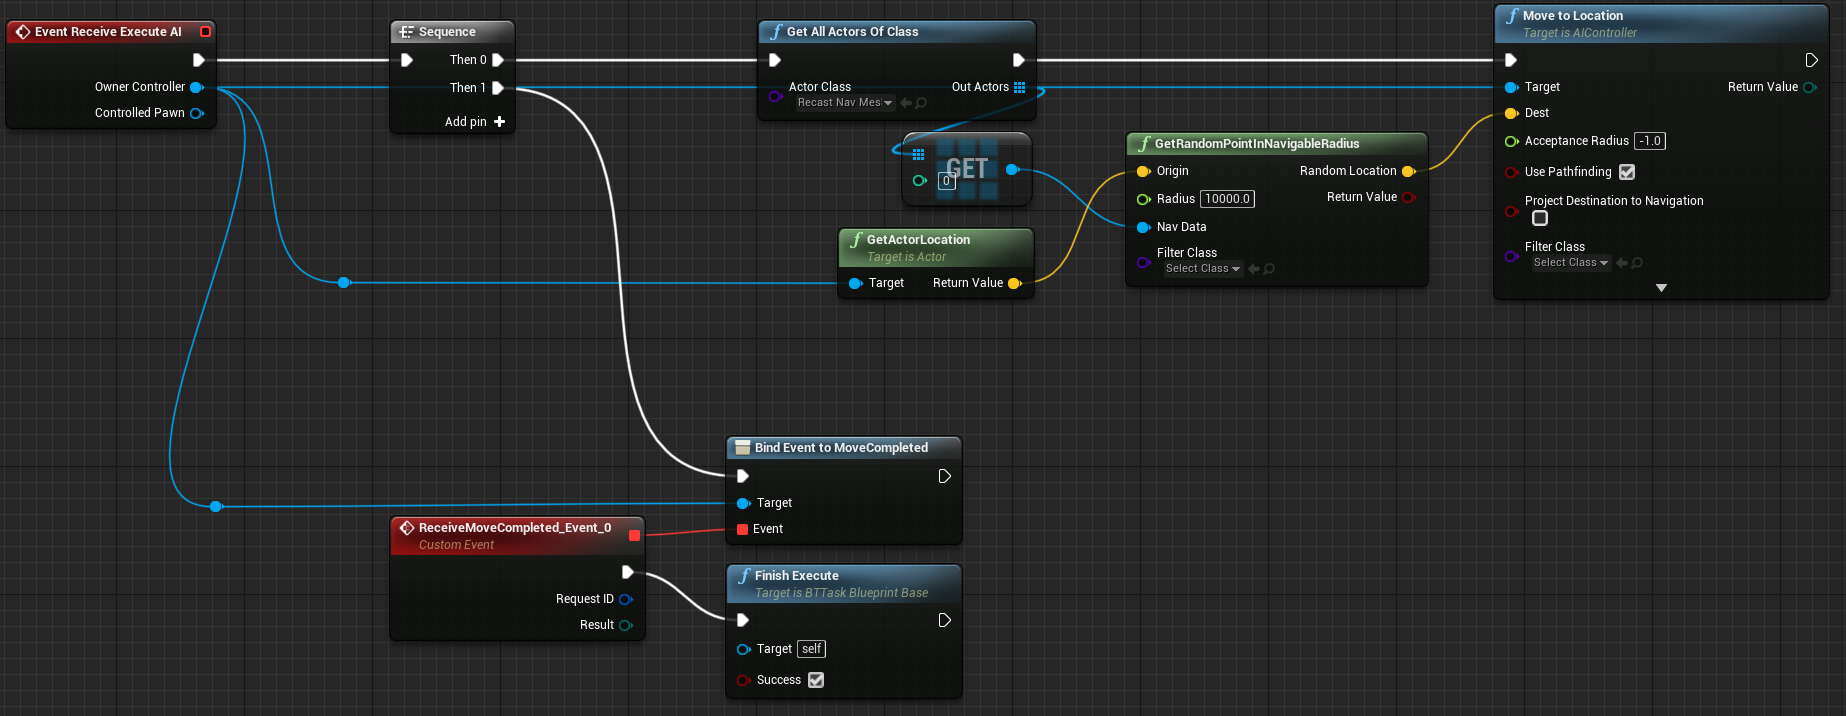 Event Receive Execute AI
Owner Controller
Controlled Pawn
Sequence
Then 0
Then 1
Add pin
Get All Actors Of Class
Actor Class
Recast Nav Mes
Out Actors
GET
0
GetActorLocation
Target is Actor
Target
Return Value
GetRandomPointInNavigableRadius
Origin
Random Location
Radius 10000.0
Return Value
Nav Data
Filter Class
Select Class
Move to Location
Target is AIController
Target
Return Value
Dest
Acceptance Radius -1.0
Use Pathfinding
Project Destination to Navigation
Filter Class
Select Class
Bind Event to MoveCompleted
Target
Event
ReceiveMoveCompleted_Event_0
Custom Event
Request ID
Result
Finish Execute
Target is BTTask Blueprint Base
Target self
Success